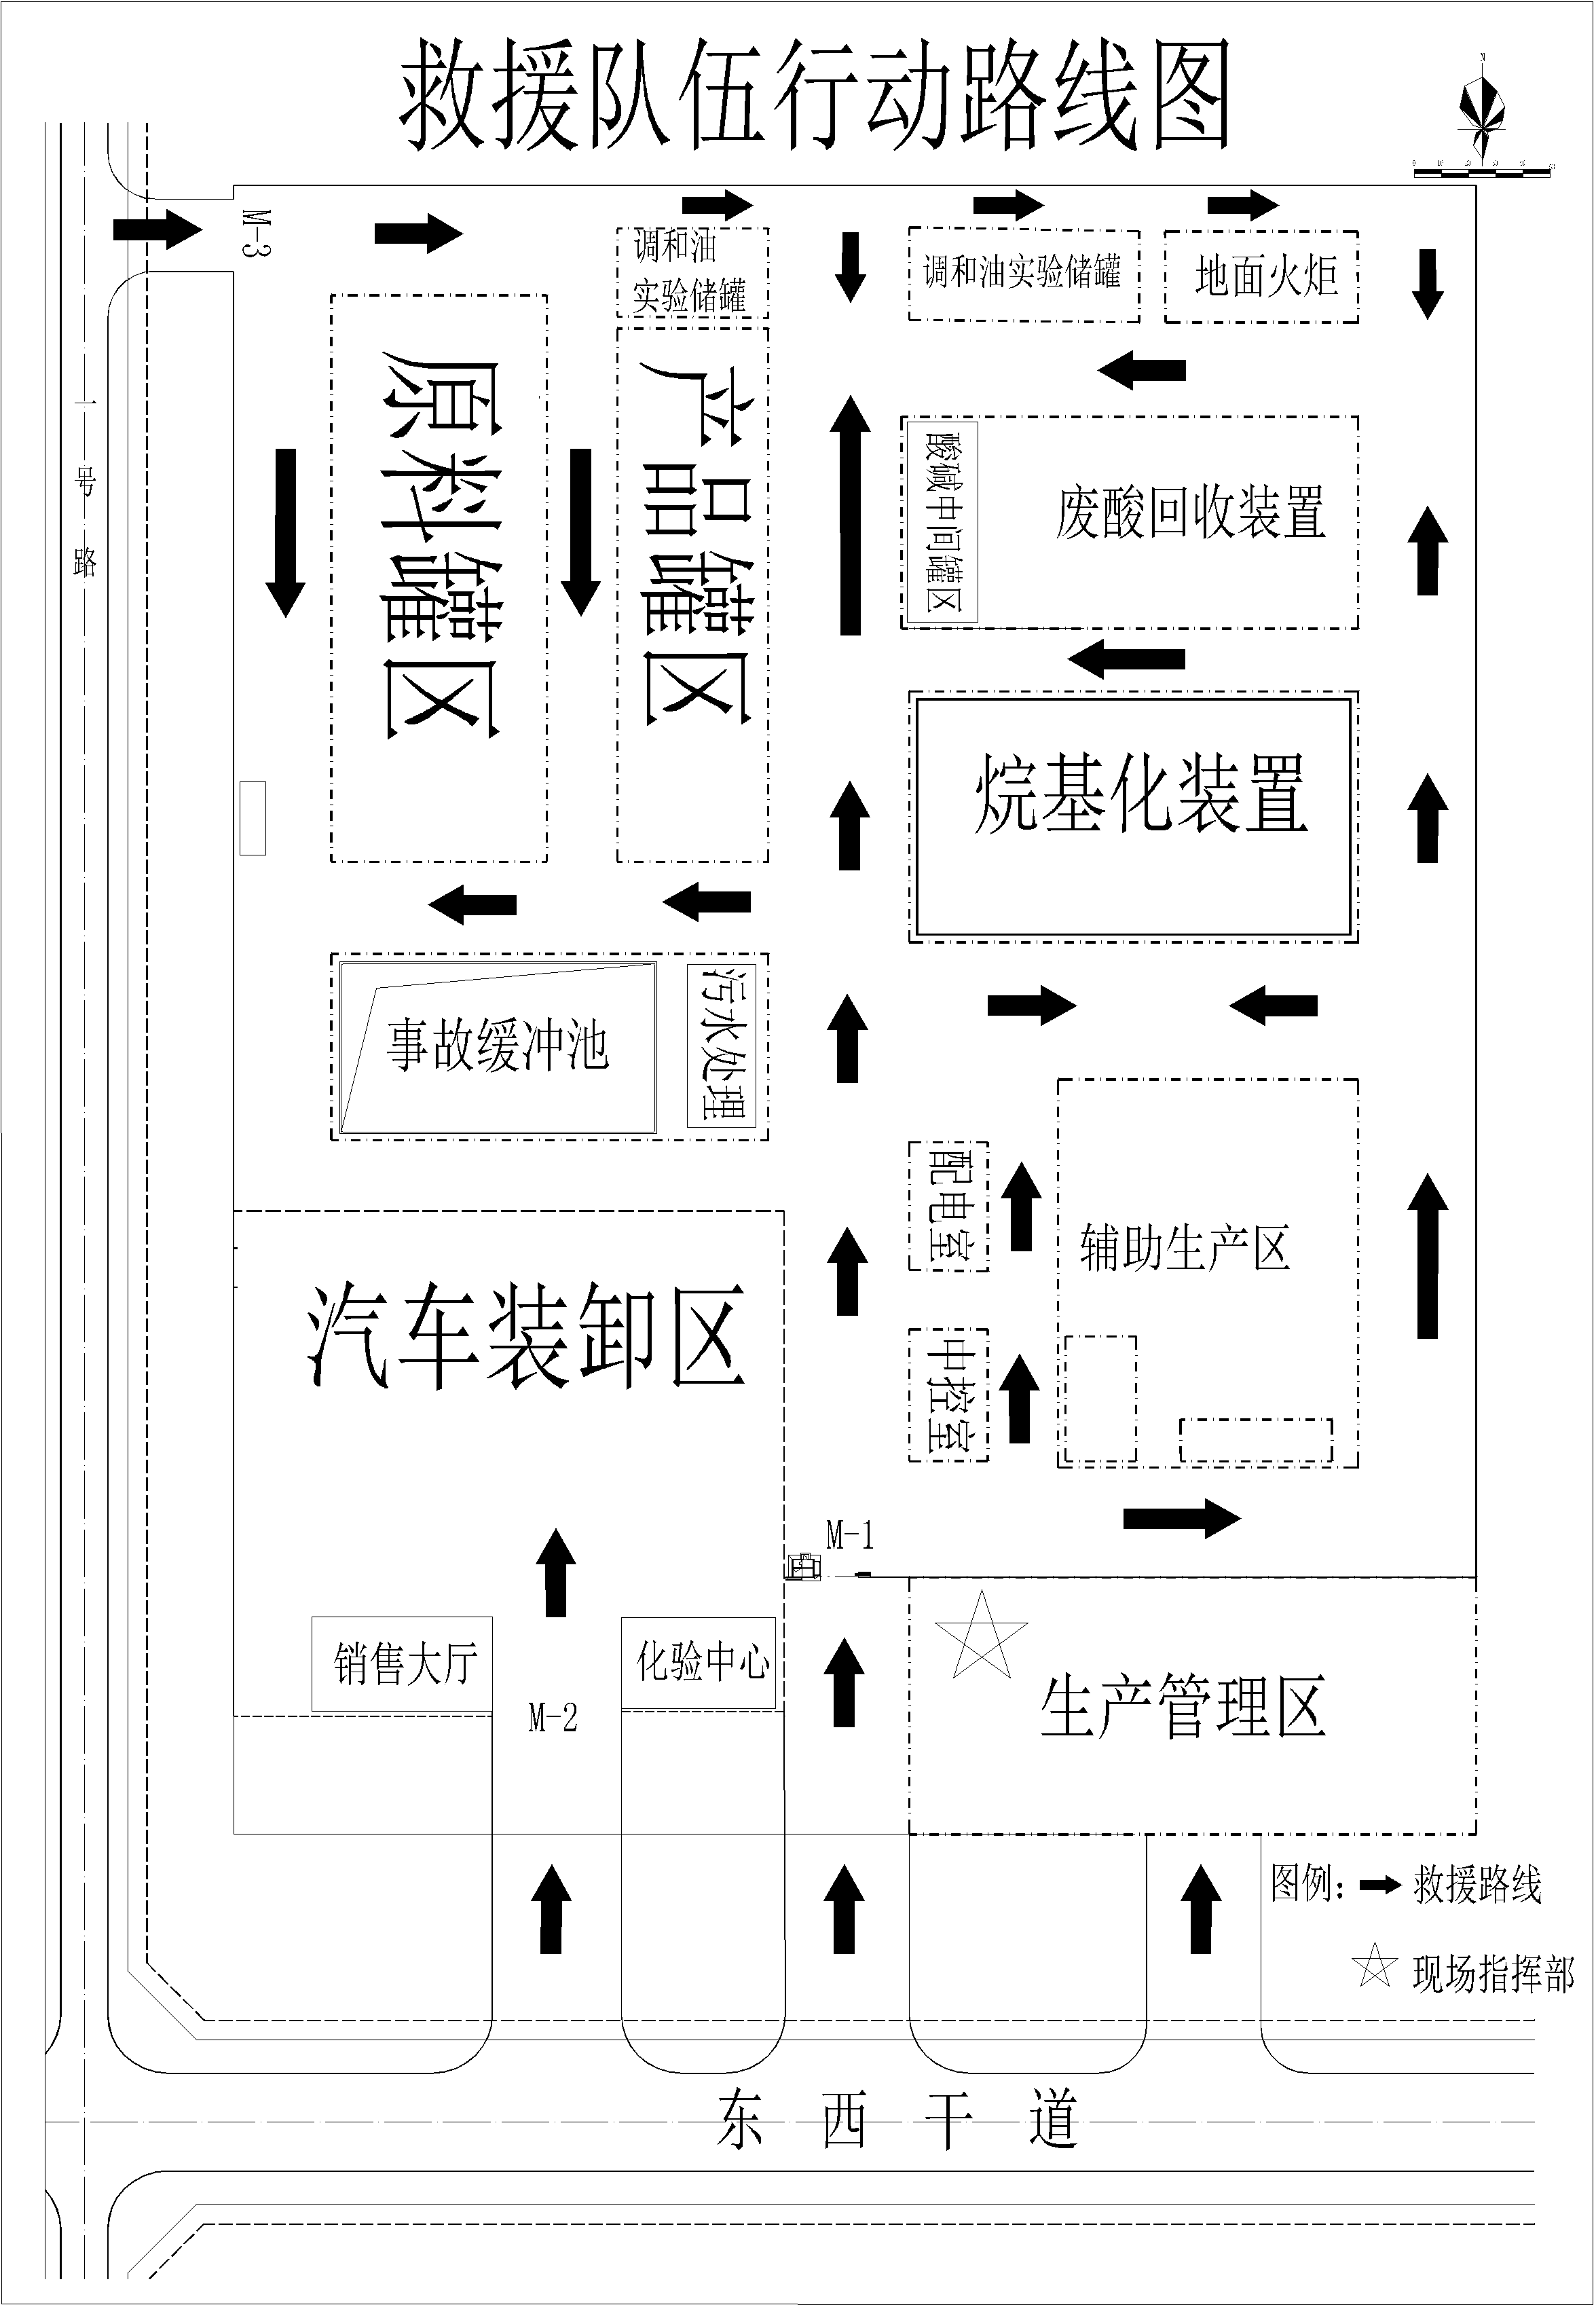 救援队伍行动路线图
N
M-3
调和油
实验储罐
调和油实验储罐
地面火炬
原料罐区
产品罐区
酸碱中间罐区
废酸回收装置
一号路
烷基化装置
事故缓冲池
污水处理
配电室
辅助生产区
汽车装卸区
中控室
M-1
销售大厅
化验中心
M-2
生产管理区
图例：
救援路线
现场指挥部
东西干道